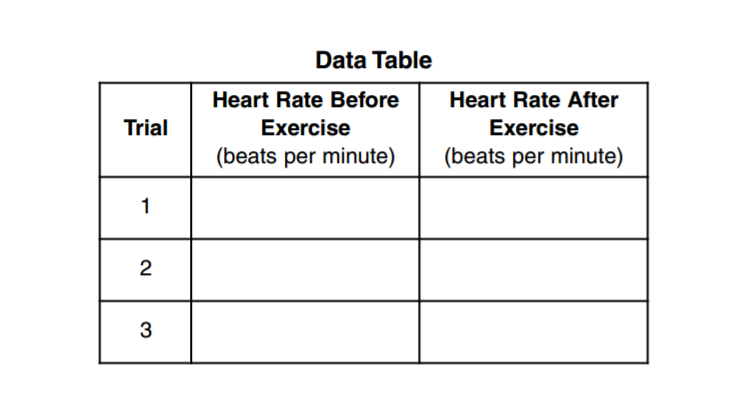 Data Table
Trial
Heart Rate Before
Exercise
(beats per minute)
Heart Rate After
Exercise
(beats per minute)
1
2
3